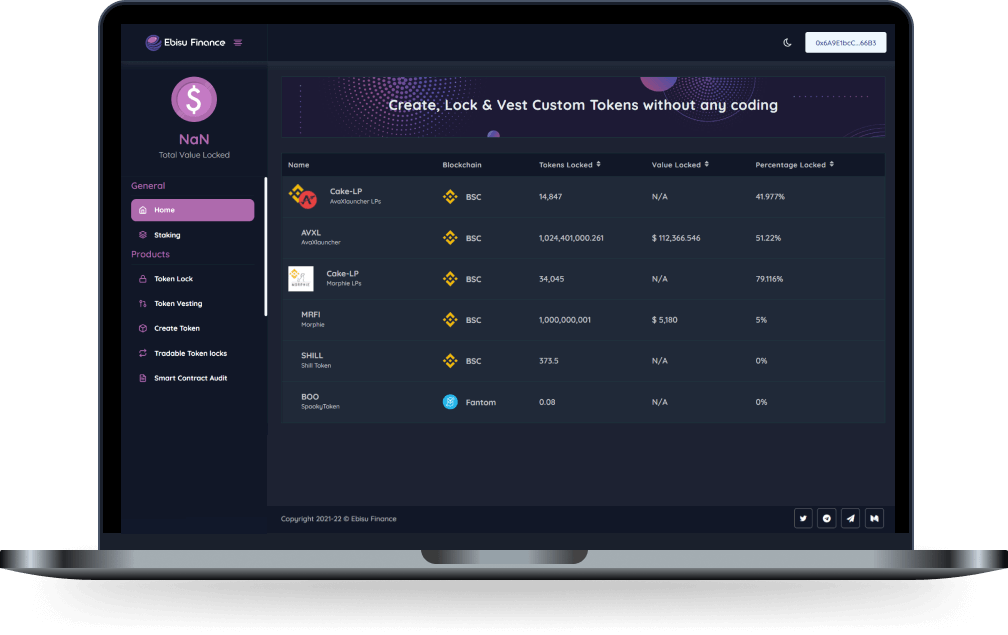 Ebisu Finance
0x6A9E1bcC...66B3
NaN
Total Value Locked
General
Home
Staking
Products
Token Lock
Token Vesting
Create Token
Tradable Token locks
Smart Contract Audit
Create, Lock & Vest Custom Tokens without any coding
Name Blockchain Tokens Locked Value Locked Percentage Locked
Cake-LP
AvaXlauncher LPs
BSC 14,847 N/A 41.977%
AVXL
AvaXlauncher
BSC 1,024,401,000.261 $ 112,366.546 51.22%
MORPHIE
Cake-LP
Morphie LPs
BSC 34,045 N/A 79.116%
MRFI
Morphie
BSC 1,000,000,001 $ 5,180 5%
SHILL
Shill Token
BSC 373.5 N/A 0%
BOO
SpookyToken
Fantom 0.08 N/A 0%
Copyright 2021-22 © Ebisu Finance